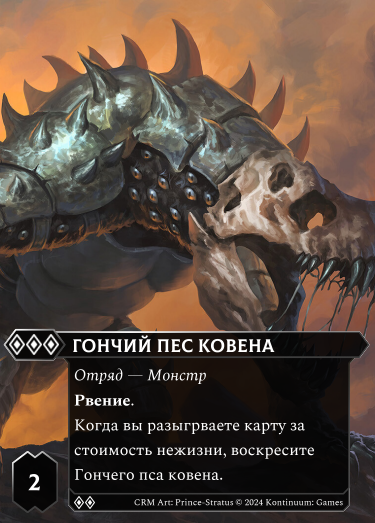 ГОНЧИЙ ПЕС КОВЕНА
Отряд — Монстр
Рвение.
Когда вы разыгрваете карту за
стоимость нежизни, воскресите
Гончего пса ковена.
2
CRM Art: Prince-Stratus © 2024 Kontinuum: Games